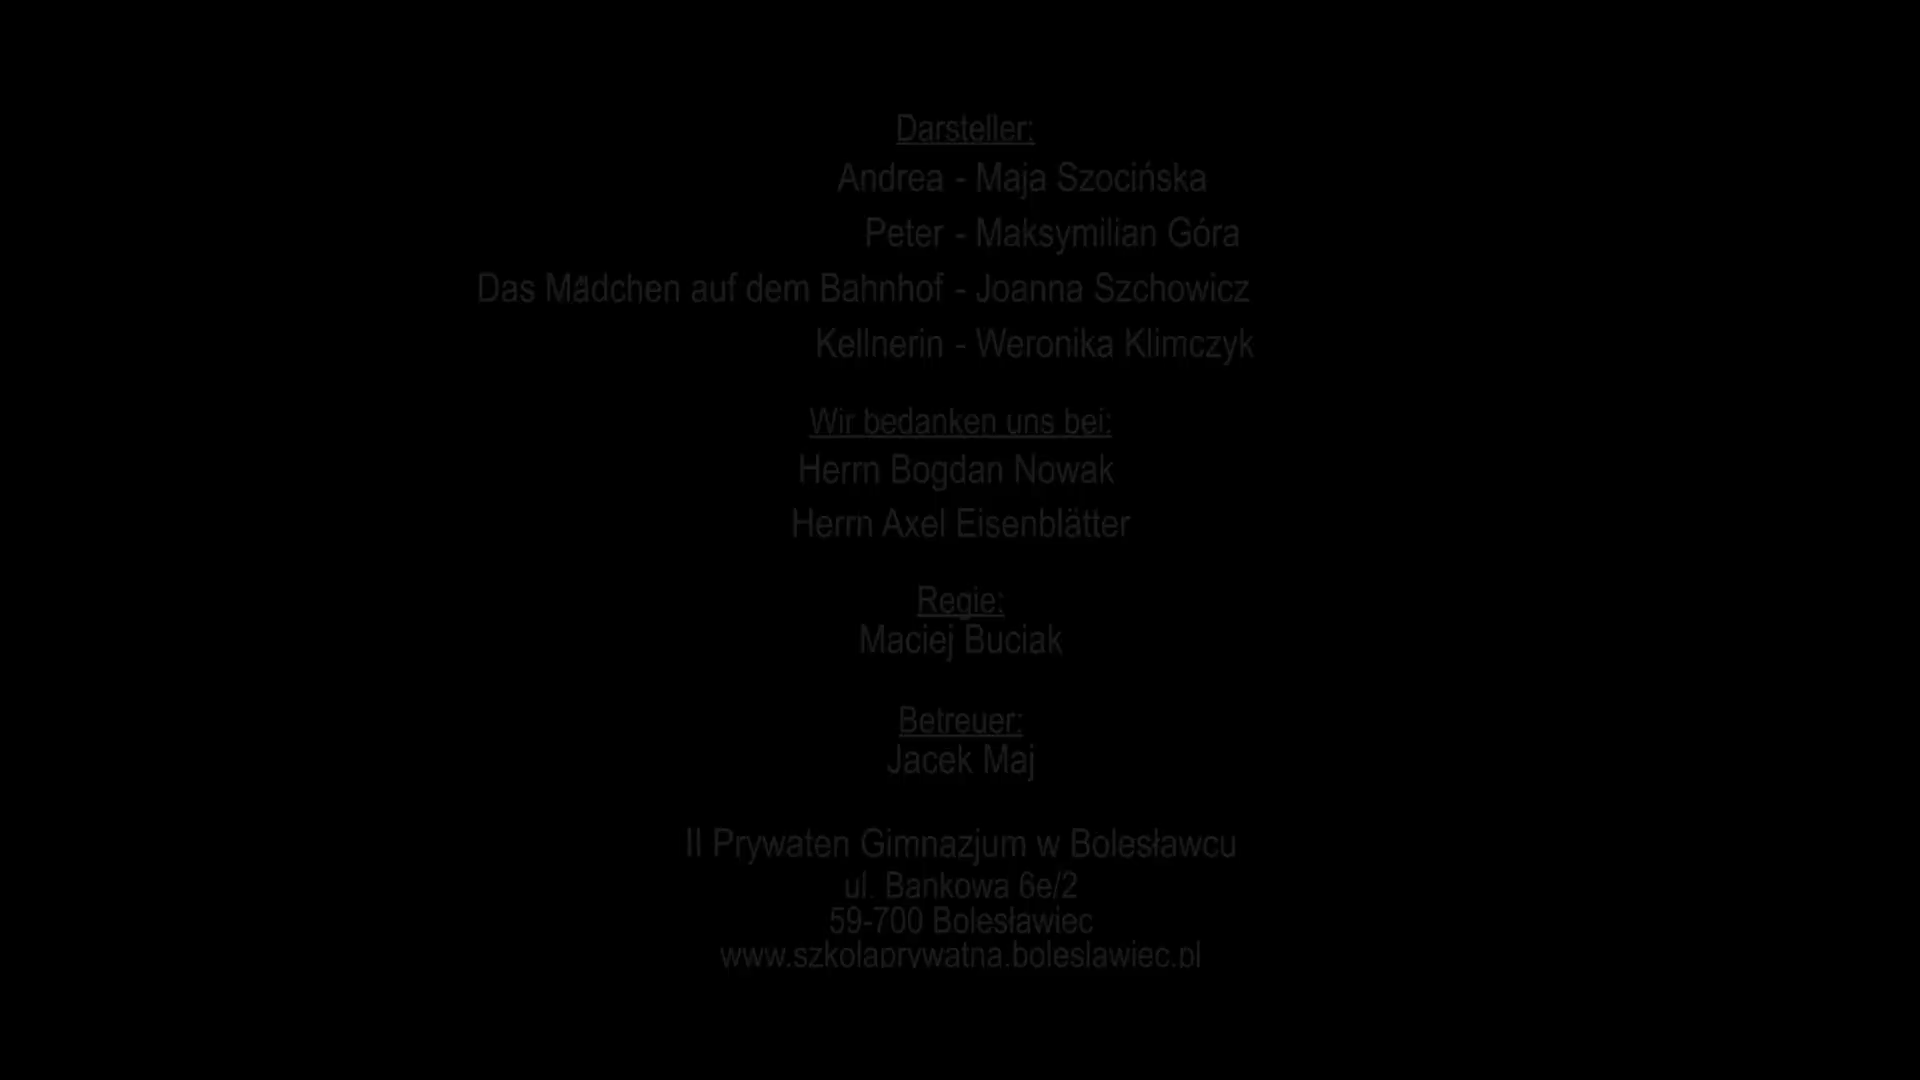 Darsteller:
Andrea - Maja Szocińska
Peter - Maksymilian Góra
Das Mädchen auf dem Bahnhof - Joanna Szchowicz
Kellnerin - Weronika Klimczyk
Wir bedanken uns bei:
Herrn Bogdan Nowak
Herrn Axel Eisenblätter
Regie:
Maciej Buciak
Betreuer:
Jacek Maj
II Prywaten Gimnazjum w Bolesławcu
ul. Bankowa 6e/2
59-700 Bolesławiec
www.szkolaprywatna.boleslawiec.pl